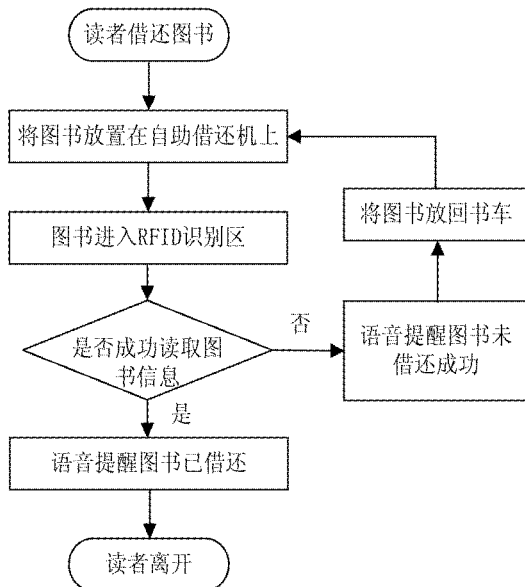 读者借还图书
将图书放置在自助借还机上
图书进入RFID识别区
将图书放回书车
是否成功读取图
书信息
否
语音提醒图书未
借还成功
是
语音提醒图书已借还
读者离开